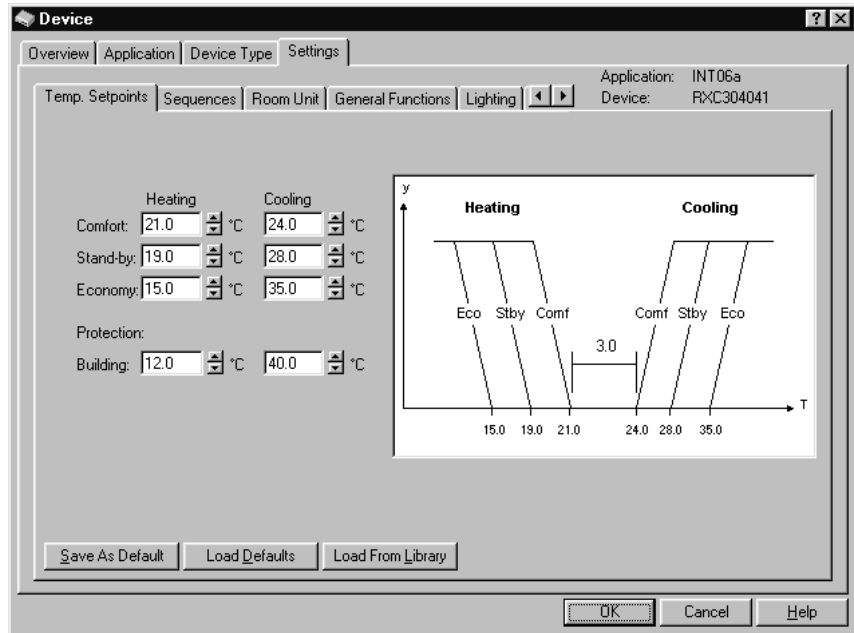 Device
Overview Application Device Type Settings
Application: INT06a
Temp. Setpoints Sequences Room Unit General Functions Lighting
Device: RXC304041
Heating Cooling
Comfort: 21.0 °C 24.0 °C
Stand-by: 19.0 °C 28.0 °C
Economy: 15.0 °C 35.0 °C
Protection:
Building: 12.0 °C 40.0 °C
y
Heating Cooling
Eco Stby Comf Comf Stby Eco
3.0
T
15.0 19.0 21.0 24.0 28.0 35.0
Save As Default Load Defaults Load From Library
OK Cancel Help